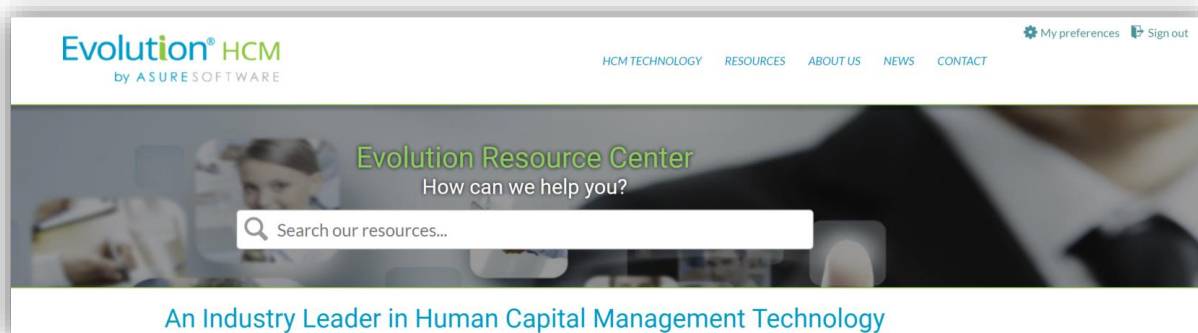 My preferences Sign out
Evolution® HCM
by ASURESOFTWARE
HCM TECHNOLOGY RESOURCES ABOUT US NEWS CONTACT
Evolution Resource Center
How can we help you?
Search our resources...
An Industry Leader in Human Capital Management Technology